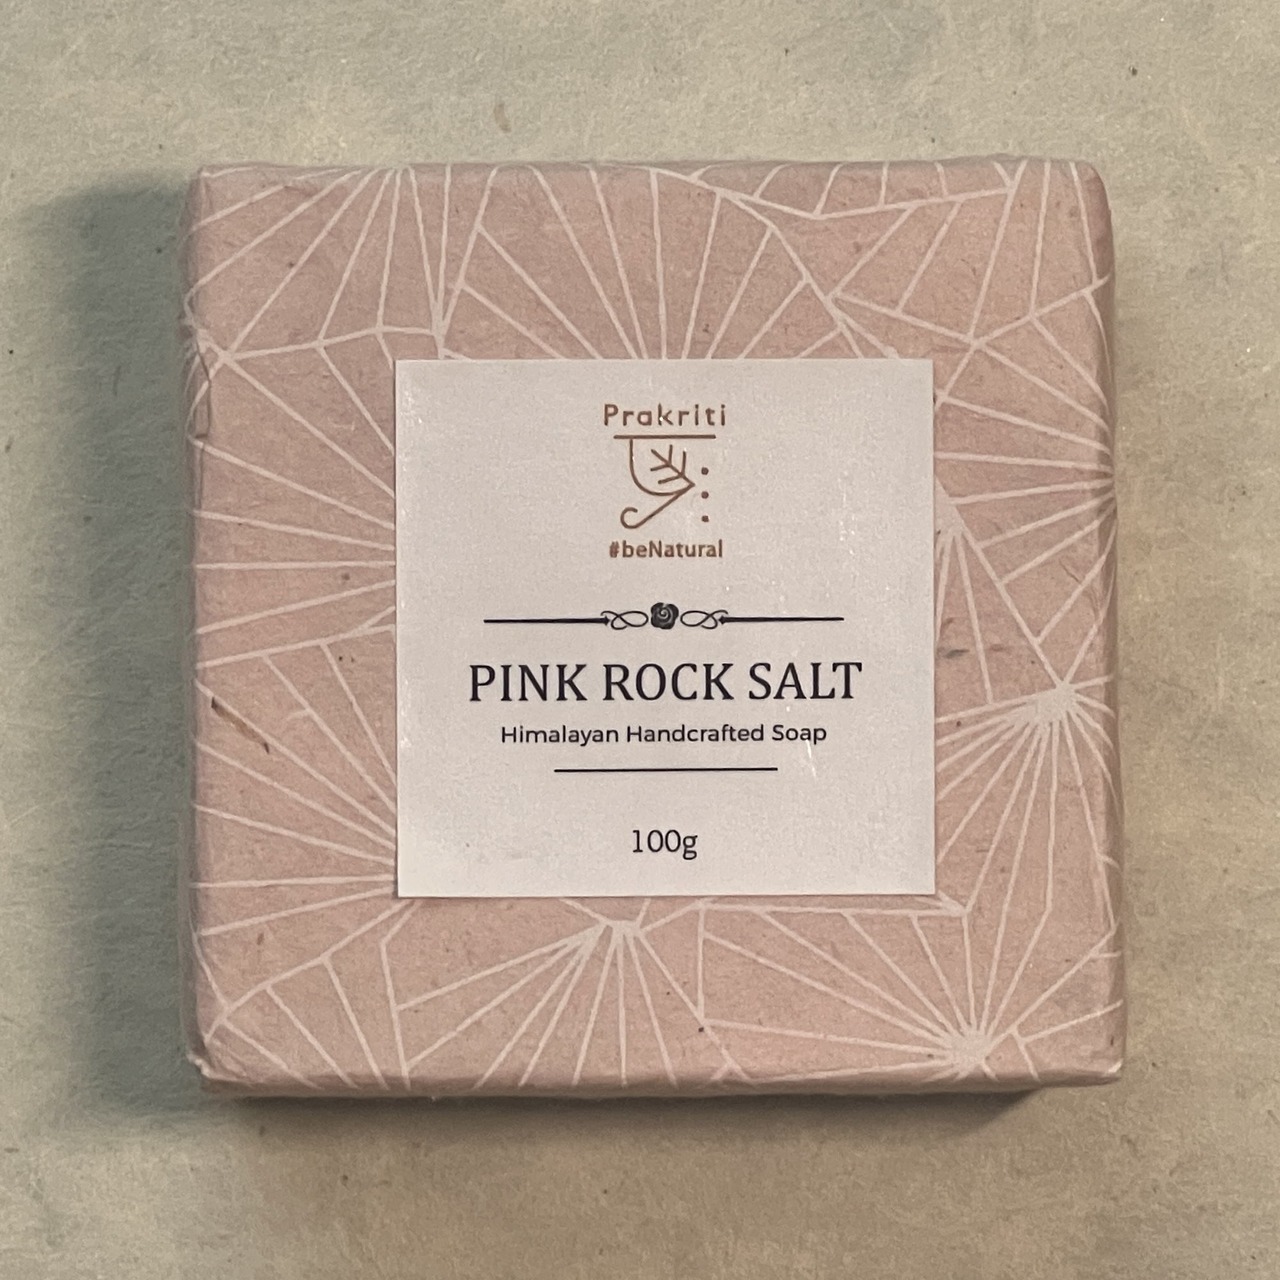 Prakriti
#beNatural
PINK ROCK SALT
Himalayan Handcrafted Soap
100g